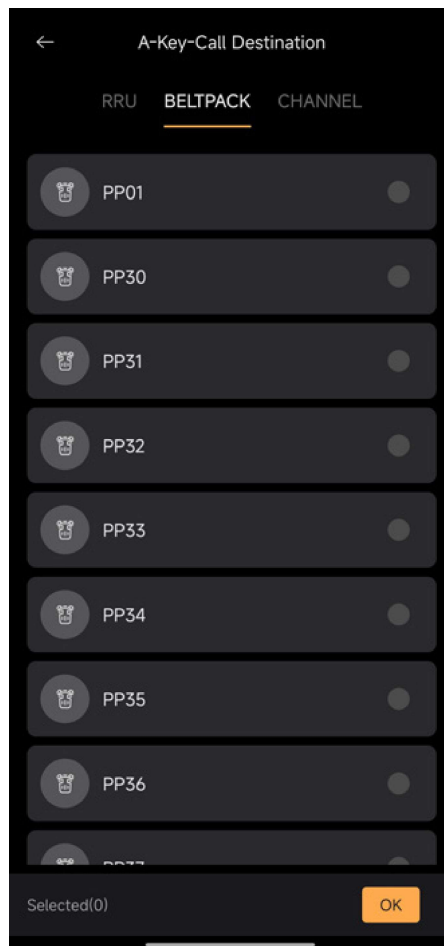 A-Key-Call Destination
RRU BELTPACK CHANNEL
PP01
PP30
PP31
PP32
PP33
PP34
PP35
PP36
Selected(0) OK